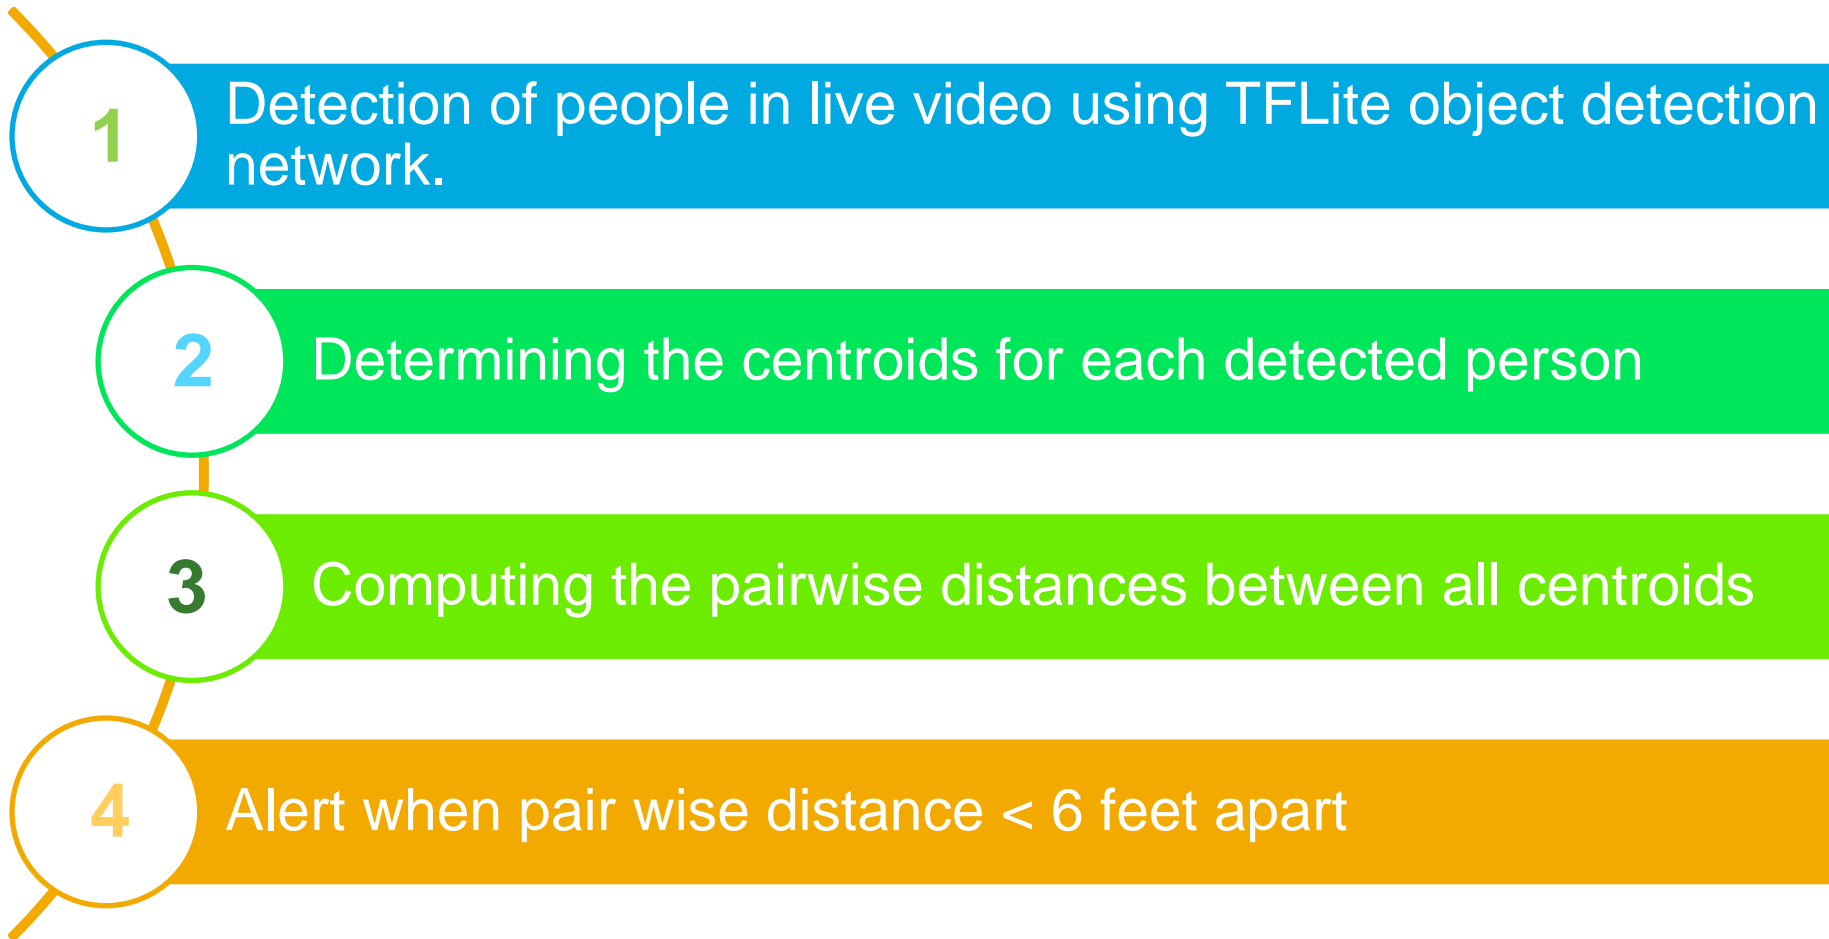 1
Detection of people in live video using TFLite object detection
network.
2
Determining the centroids for each detected person
3
Computing the pairwise distances between all centroids
4
Alert when pair wise distance < 6 feet apart